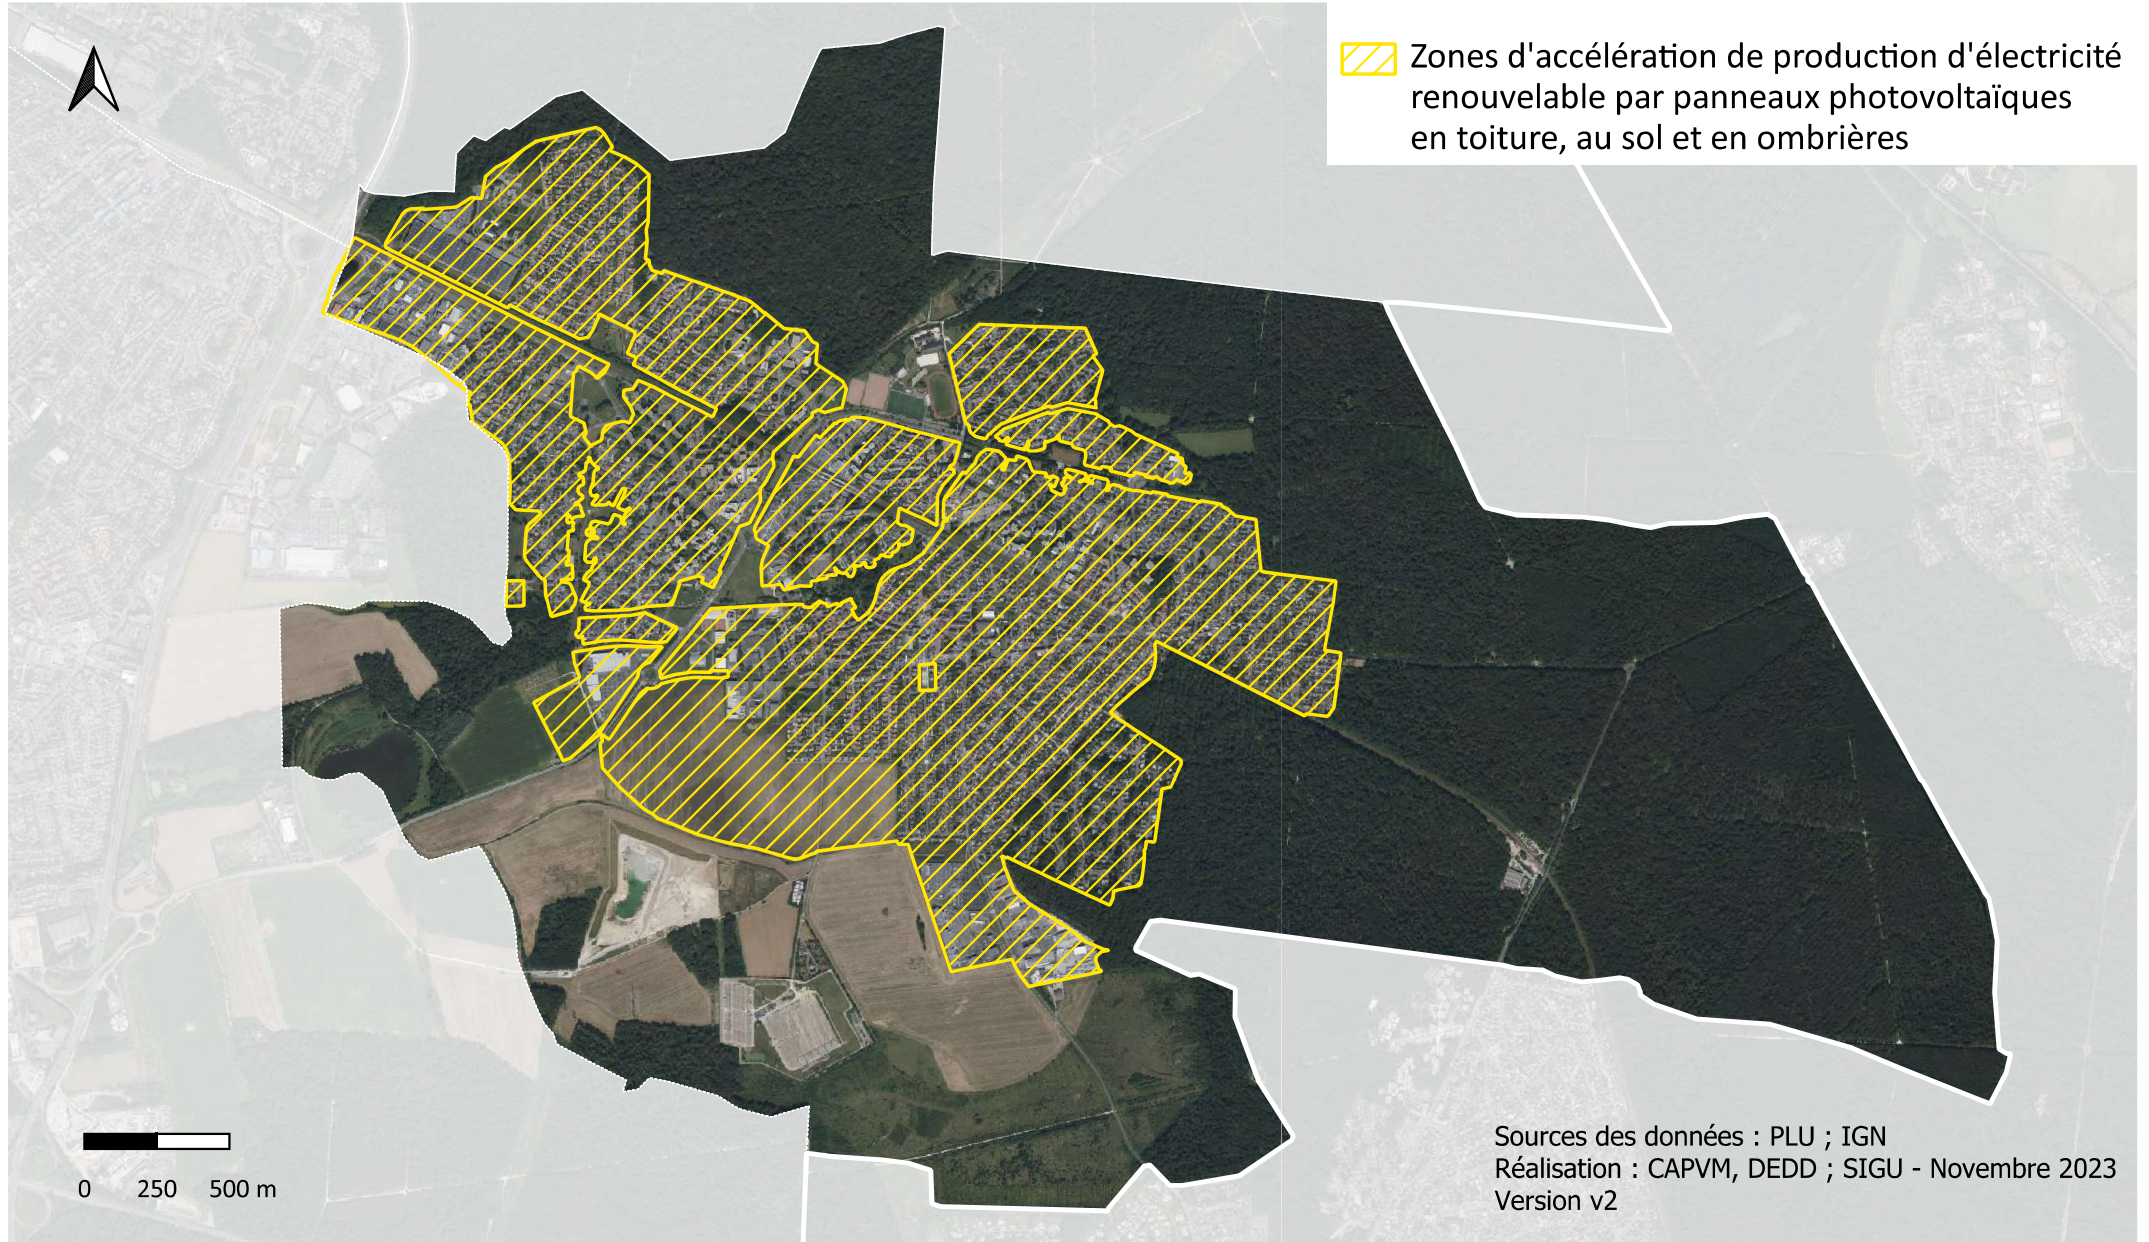 Zones d'accélération de production d'électricité
renouvelable par panneaux photovoltaïques
en toiture, au sol et en ombrières
0 250 500 m
Sources des données : PLU ; IGN
Réalisation : CAPVM, DEDD ; SIGU - Novembre 2023
Version v2